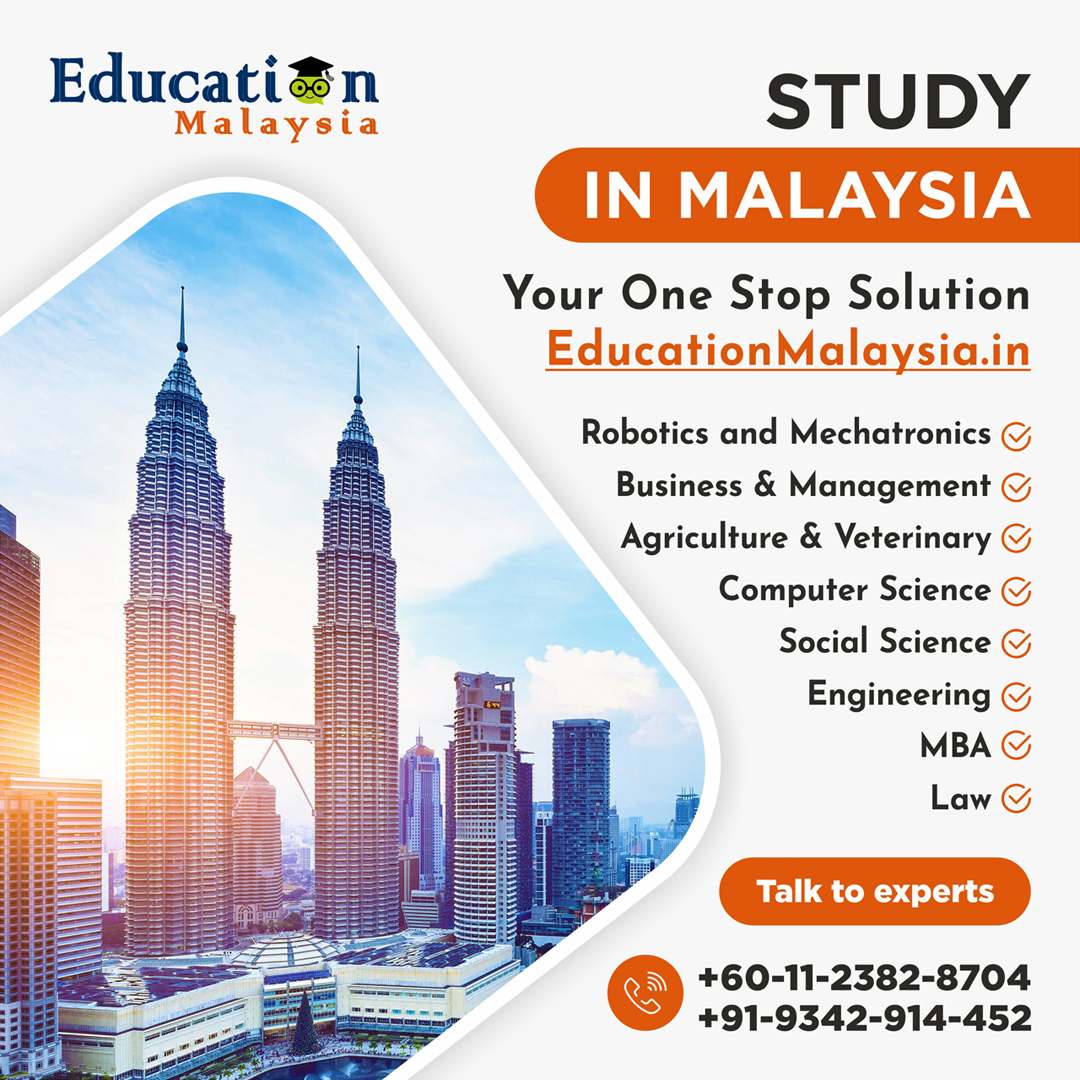 Education
Malaysia
STUDY
IN MALAYSIA
Your One Stop Solution
EducationMalaysia.in
Robotics and Mechatronics
Business & Management
Agriculture & Veterinary
Computer Science
Social Science
Engineering
MBA
Law
Talk to experts
+60-11-2382-8704
+91-9342-914-452